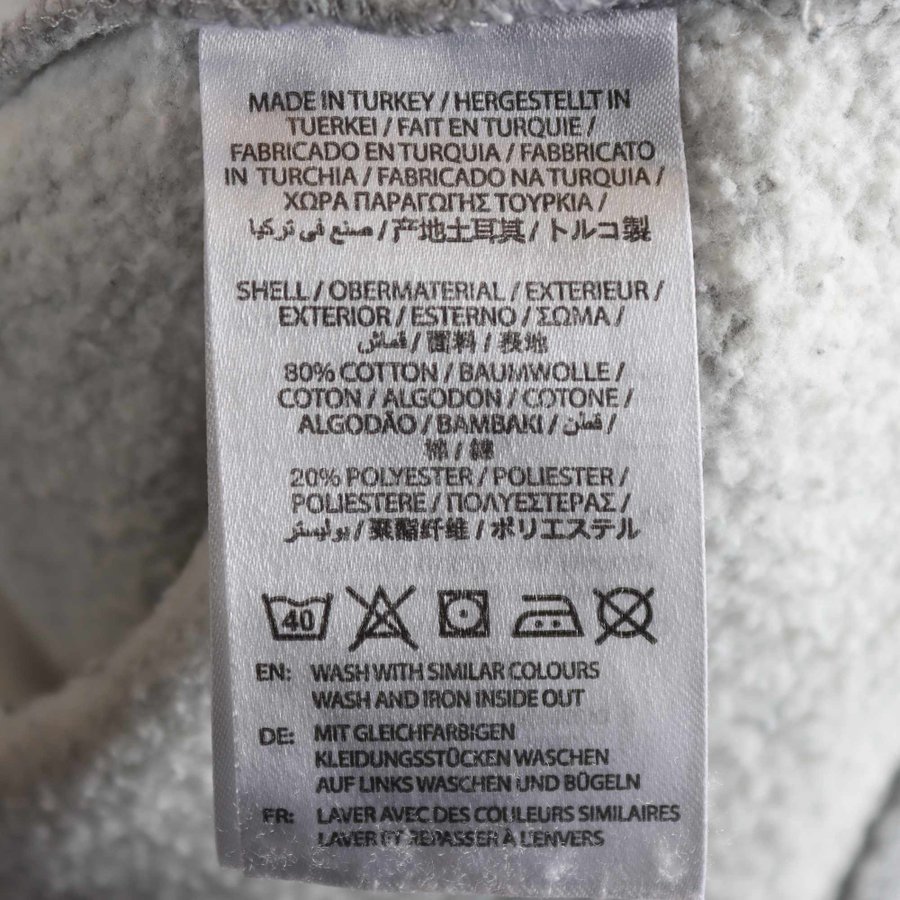 MADE IN TURKEY / HERGESTELLT IN
TUERKEI / FAIT EN TURQUIE /
FABRICADO EN TURQUIA / FABBRICATO
IN TURCHIA / FABRICADO NA TURQUIA /
ΧΩΡΑ ΠΑΡΑΓΩΓΗΣ ΤΟΥΡΚΙΑ /
صنع في تركيا / 产地土耳其 / トルコ製
SHELL / OBERMATERIAL / EXTERIEUR /
EXTERIOR / ESTERNO / ΣΩΜΑ /
قماش / 面料 / 表地
80% COTTON / BAUMWOLLE /
COTON / ALGODON / COTONE /
ALGODÃO / BAMBAKI / قطن /
棉 / 綿
20% POLYESTER / POLIESTER /
POLIESTERE / ΠΟΛΥΕΣΤΕΡΑΣ /
بوليستر / 聚酯纤维 / ポリエステル
40
EN: WASH WITH SIMILAR COLOURS
WASH AND IRON INSIDE OUT
DE: MIT GLEICHFARBIGEN
KLEIDUNGSSTÜCKEN WASCHEN
AUF LINKS WASCHEN UND BÜGELN
FR: LAVER AVEC DES COULEURS SIMILAIRES
LAVER ET REPASSER À L'ENVERS